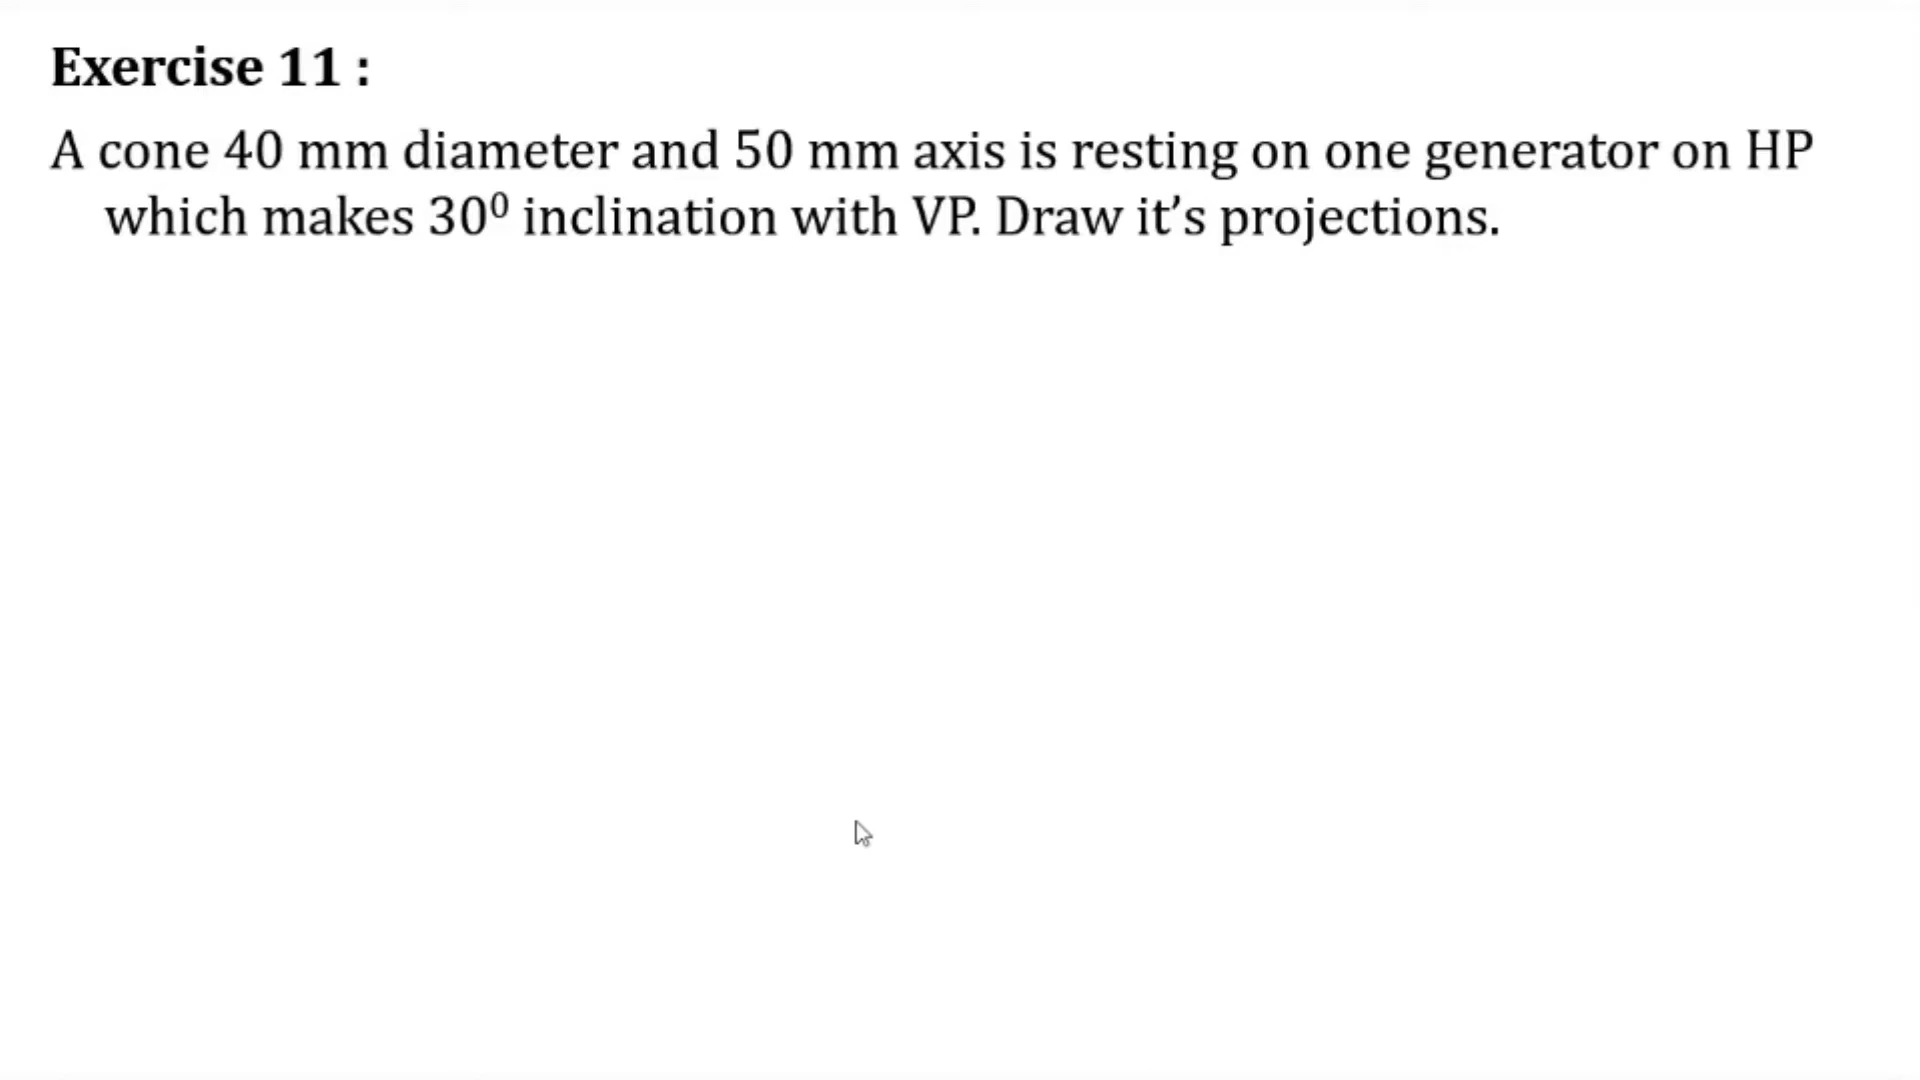 Exercise 11 :
A cone 40 mm diameter and 50 mm axis is resting on one generator on HP
which makes 30⁰ inclination with VP. Draw it’s projections.